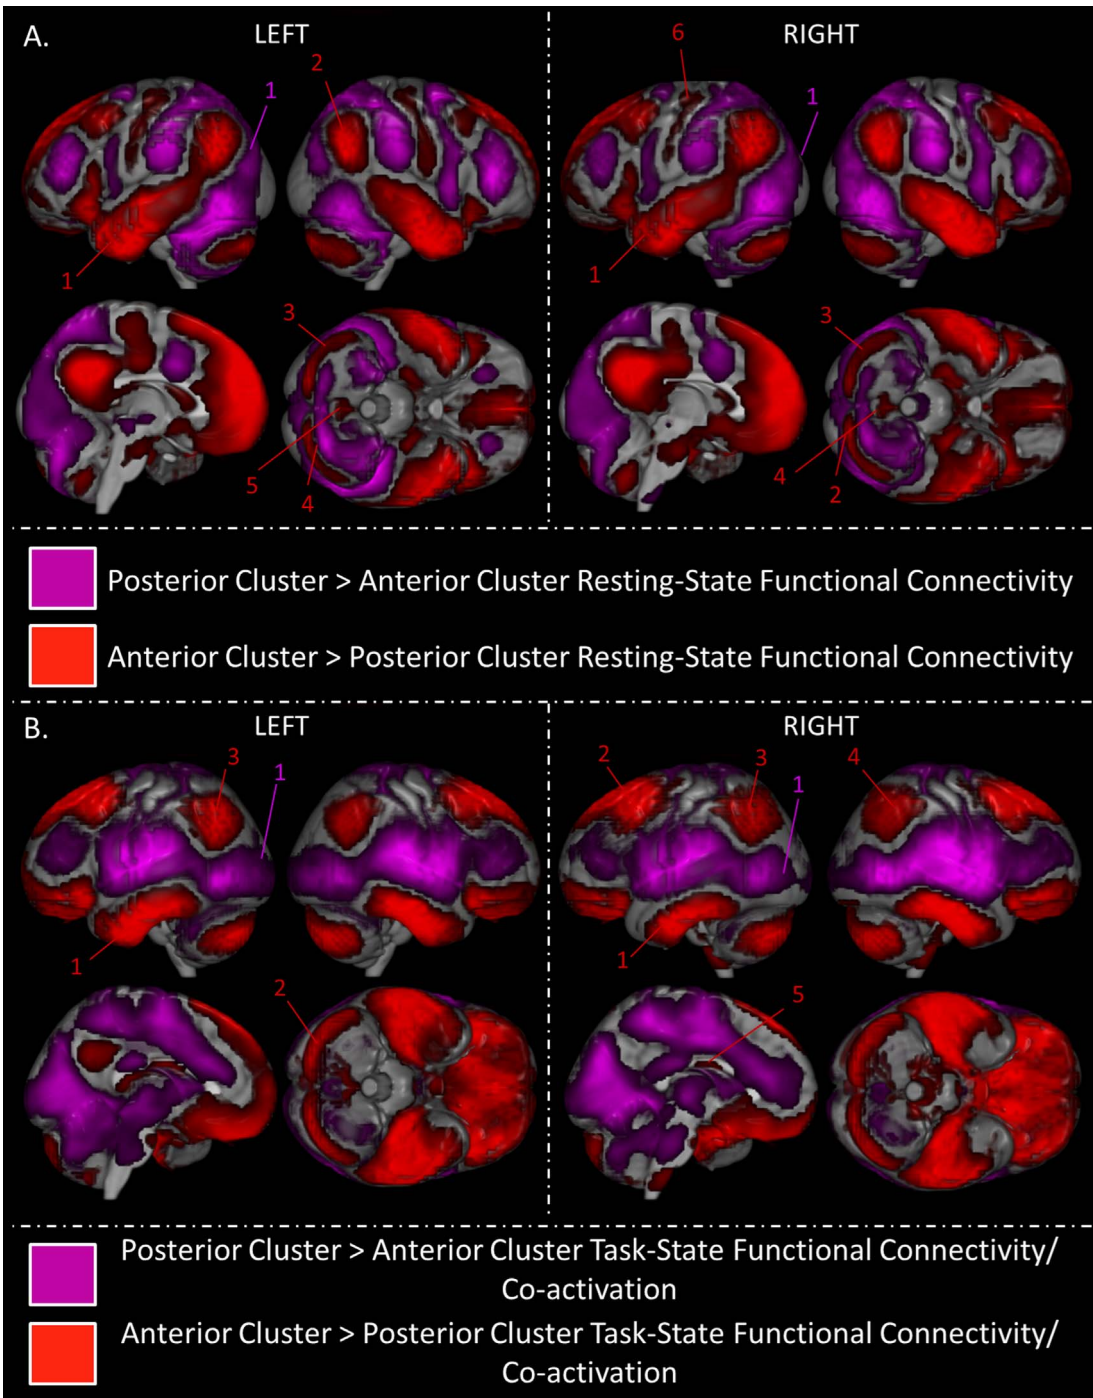 A.
LEFT
RIGHT
2
1
6
1
1
1
3
3
5
4
4
2
Posterior Cluster > Anterior Cluster Resting-State Functional Connectivity
Anterior Cluster > Posterior Cluster Resting-State Functional Connectivity
B.
LEFT
RIGHT
3
1
2
3
1
4
1
1
2
5
Posterior Cluster > Anterior Cluster Task-State Functional Connectivity/
Co-activation
Anterior Cluster > Posterior Cluster Task-State Functional Connectivity/
Co-activation